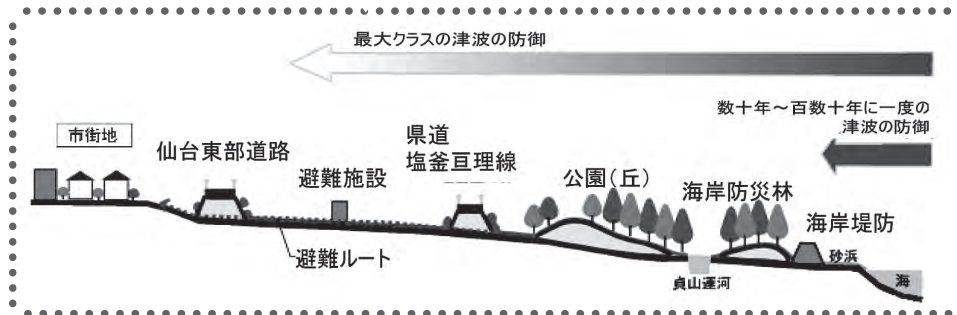 最大クラスの津波の防御
数十年～百数十年に一度の
津波の防御
市街地
仙台東部道路
避難施設
県道
塩釜亘理線
公園（丘）
海岸防災林
海岸堤防
砂浜
海
避難ルート
貞山運河